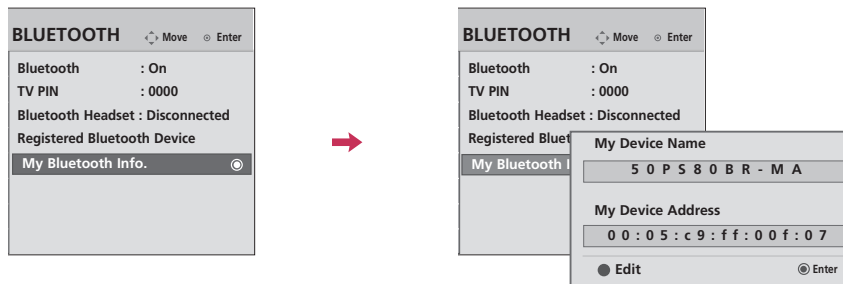 BLUETOOTH Move Enter
Bluetooth : On
TV PIN : 0000
Bluetooth Headset : Disconnected
Registered Bluetooth Device
My Bluetooth Info.
BLUETOOTH Move Enter
Bluetooth : On
TV PIN : 0000
Bluetooth Headset : Disconnected
Registered Bluet
My Bluetooth I
My Device Name
50PS80BR-MA
My Device Address
00:05:c9:ff:00f:07
Edit Enter